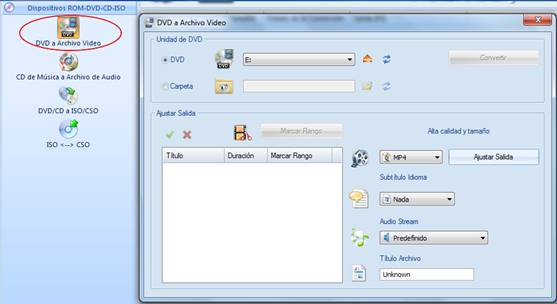 Dispositivos ROM-DVD-CD-ISO
DVD a Archivo Video
CD de Música a Archivo de Audio
DVD/CD a ISO/CSO
ISO <--> CSO
DVD a Archivo Video
Unidad de DVD
DVD
E:
Convertir
Carpeta
Ajustar Salida
Marcar Rango
Alta calidad y tamaño
Título Duración Marcar Rango
MP4
Ajustar Salida
Subtítulo Idioma
Nada
Audio Stream
Predefinido
Título Archivo
Unknown